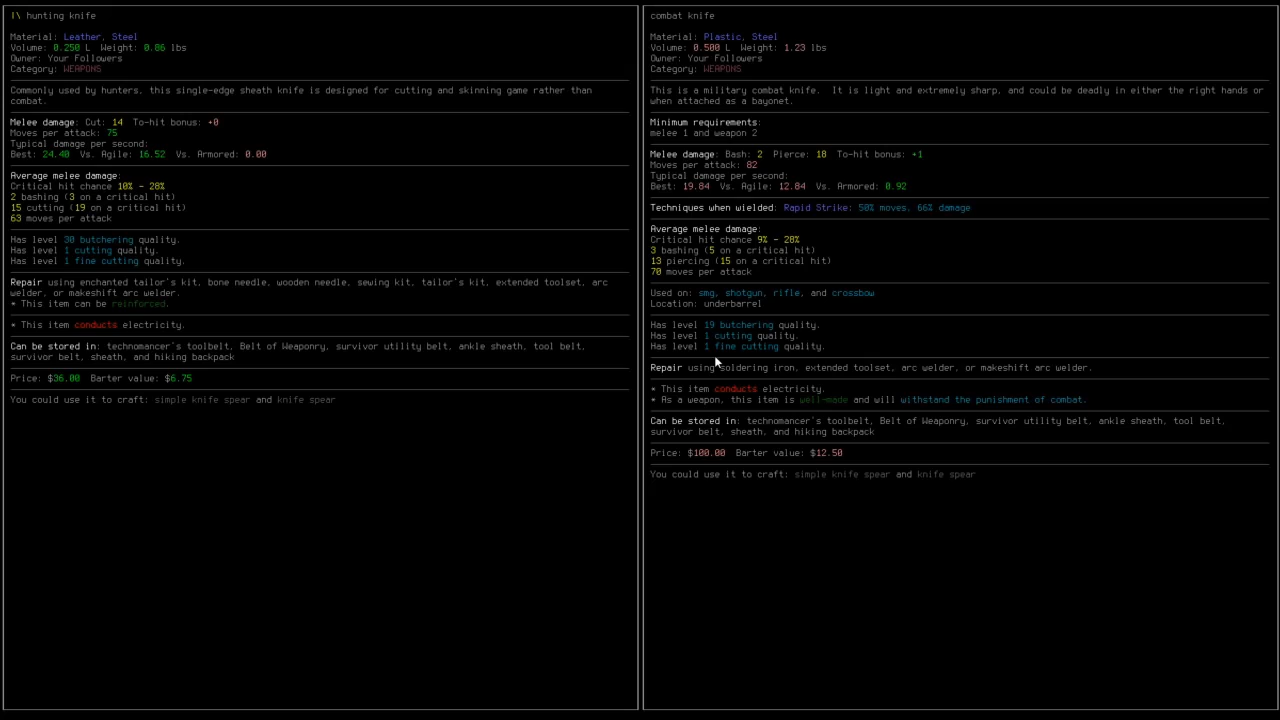 |\ hunting knife
Material: Leather, Steel
Volume: 0.250 L  Weight: 0.86 lbs
Owner: Your Followers
Category: WEAPONS
Commonly used by hunters, this single-edge sheath knife is designed for cutting and skinning game rather than
combat.
Melee damage: Cut: 14  To-hit bonus: +0
Moves per attack: 75
Typical damage per second:
Best: 24.40  Vs. Agile: 16.52  Vs. Armored: 0.00
Average melee damage:
Critical hit chance 10% - 28%
2 bashing (3 on a critical hit)
15 cutting (19 on a critical hit)
63 moves per attack
Has level 30 butchering quality.
Has level 1 cutting quality.
Has level 1 fine cutting quality.
Repair using enchanted tailor's kit, bone needle, wooden needle, sewing kit, tailor's kit, extended toolset, arc
welder, or makeshift arc welder.
* This item can be reinforced.
* This item conducts electricity.
Can be stored in: technomancer's toolbelt, Belt of Weaponry, survivor utility belt, ankle sheath, tool belt,
survivor belt, sheath, and hiking backpack
Price: $36.00  Barter value: $6.75
You could use it to craft: simple knife spear and knife spear
combat knife
Material: Plastic, Steel
Volume: 0.500 L  Weight: 1.23 lbs
Owner: Your Followers
Category: WEAPONS
This is a military combat knife.  It is light and extremely sharp, and could be deadly in either the right hands or
when attached as a bayonet.
Minimum requirements:
melee 1 and weapon 2
Melee damage: Bash: 2  Pierce: 18  To-hit bonus: +1
Moves per attack: 82
Typical damage per second:
Best: 19.84  Vs. Agile: 12.84  Vs. Armored: 0.92
Techniques when wielded: Rapid Strike: 50% moves, 66% damage
Average melee damage:
Critical hit chance 9% - 28%
3 bashing (5 on a critical hit)
13 piercing (15 on a critical hit)
70 moves per attack
Used on: smg, shotgun, rifle, and crossbow
Location: underbarrel
Has level 19 butchering quality.
Has level 1 cutting quality.
Has level 1 fine cutting quality.
Repair using soldering iron, extended toolset, arc welder, or makeshift arc welder.
* This item conducts electricity.
* As a weapon, this item is well-made and will withstand the punishment of combat.
Can be stored in: technomancer's toolbelt, Belt of Weaponry, survivor utility belt, ankle sheath, tool belt,
survivor belt, sheath, and hiking backpack
Price: $100.00  Barter value: $12.50
You could use it to craft: simple knife spear and knife spear